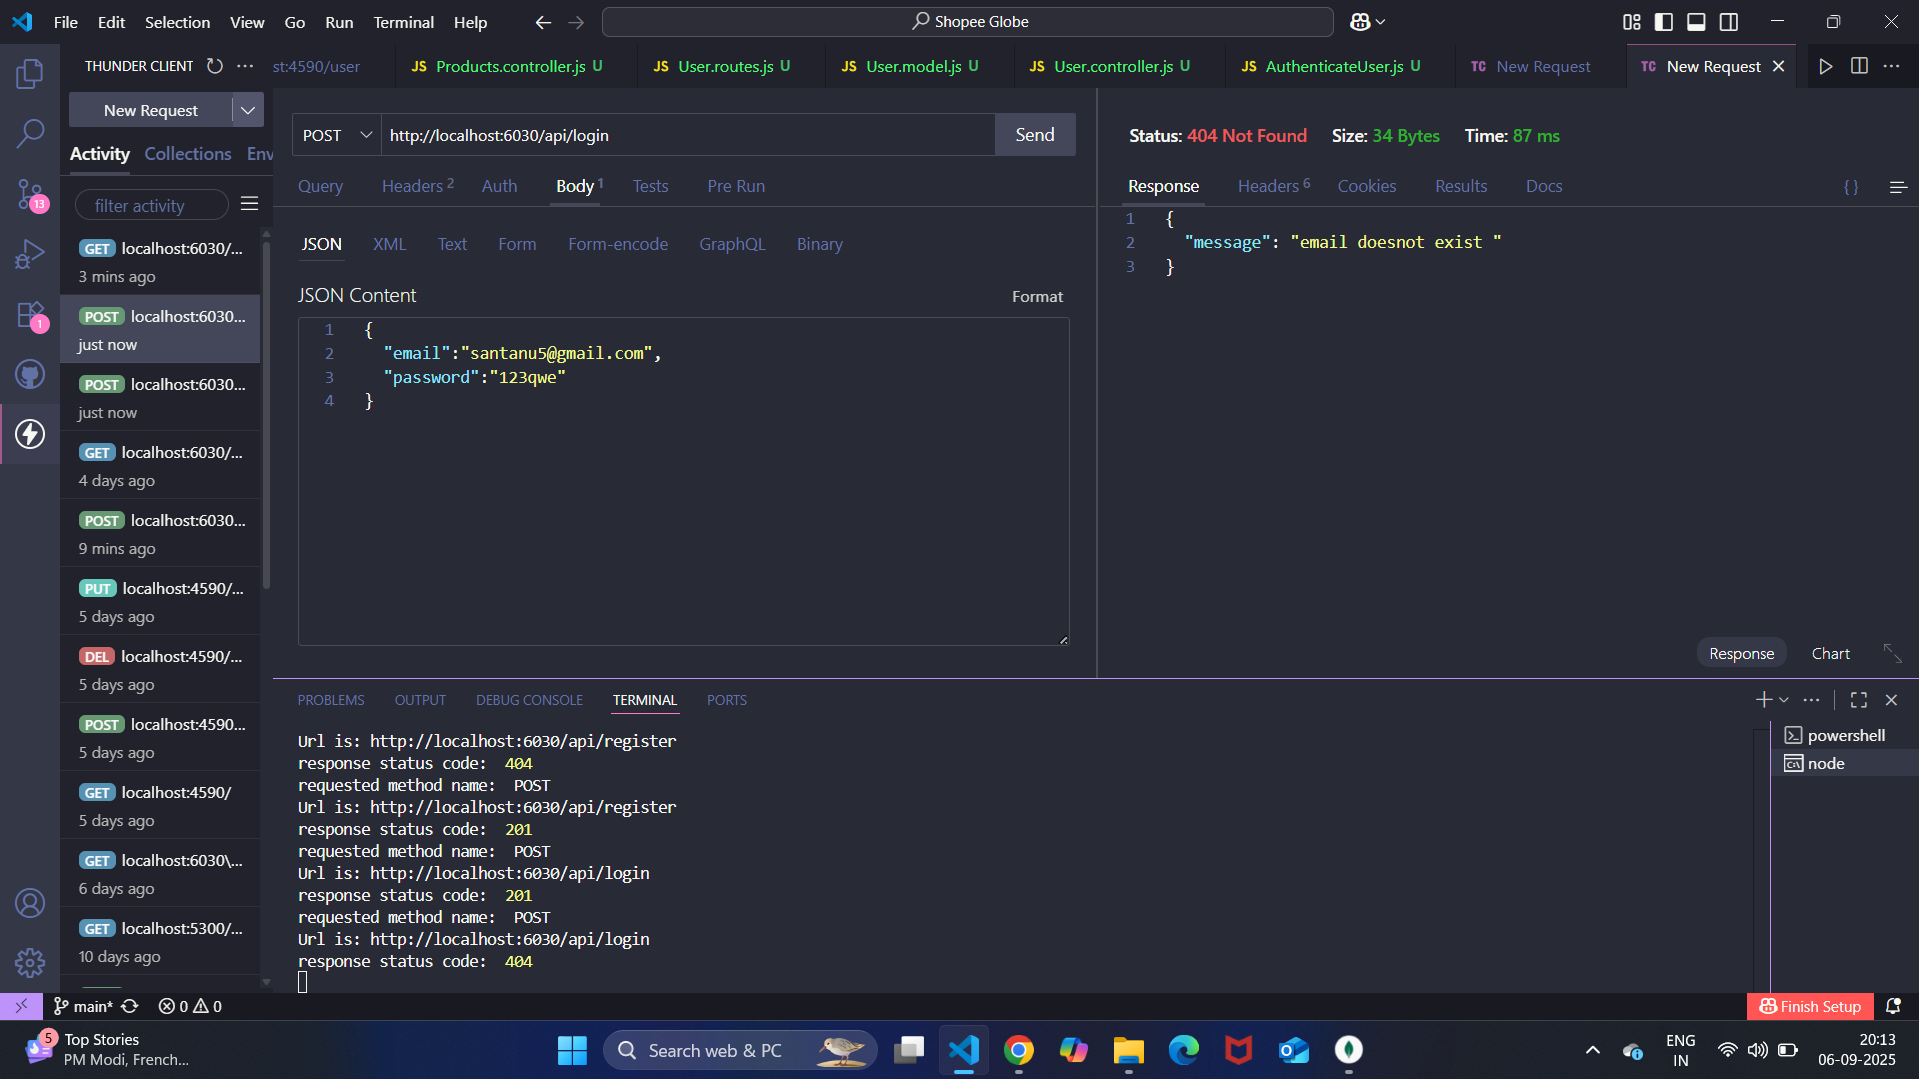 File Edit Selection View Go Run Terminal Help
Shopee Globe
THUNDER CLIENT
st:4590/user
JS Products.controller.js U
JS User.routes.js U
JS User.model.js U
JS User.controller.js U
JS AuthenticateUser.js U
TC New Request
TC New Request
New Request
Activity Collections Env
filter activity
GET localhost:6030/...
3 mins ago
POST localhost:6030...
just now
POST localhost:6030...
just now
GET localhost:6030/...
4 days ago
POST localhost:6030...
9 mins ago
PUT localhost:4590/...
5 days ago
DEL localhost:4590/...
5 days ago
POST localhost:4590...
5 days ago
GET localhost:4590/
5 days ago
GET localhost:6030\...
6 days ago
GET localhost:5300/...
10 days ago
13
1
POST http://localhost:6030/api/login Send
Query Headers 2 Auth Body 1 Tests Pre Run
JSON XML Text Form Form-encode GraphQL Binary
JSON Content Format
1 {
2 "email":"santanu5@gmail.com",
3 "password":"123qwe"
4 }
Status: 404 Not Found Size: 34 Bytes Time: 87 ms
Response Headers 6 Cookies Results Docs { }
1 {
2 "message": "email doesnot exist "
3 }
Response Chart
PROBLEMS OUTPUT DEBUG CONSOLE TERMINAL PORTS
Url is: http://localhost:6030/api/register
response status code: 404
requested method name: POST
Url is: http://localhost:6030/api/register
response status code: 201
requested method name: POST
Url is: http://localhost:6030/api/login
response status code: 201
requested method name: POST
Url is: http://localhost:6030/api/login
response status code: 404
powershell
node
main* 0 0
Finish Setup
5
Top Stories
PM Modi, French...
Search web & PC
ENG
IN
20:13
06-09-2025